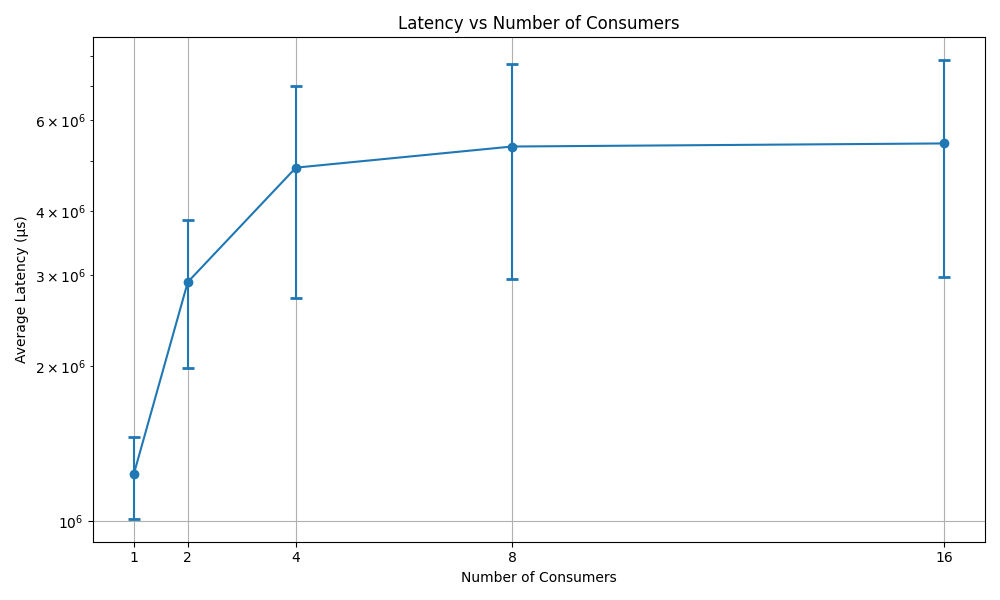 Latency vs Number of Consumers
Average Latency (µs)
6 × 10⁶
4 × 10⁶
3 × 10⁶
2 × 10⁶
10⁶
1 2 4 8 16
Number of Consumers